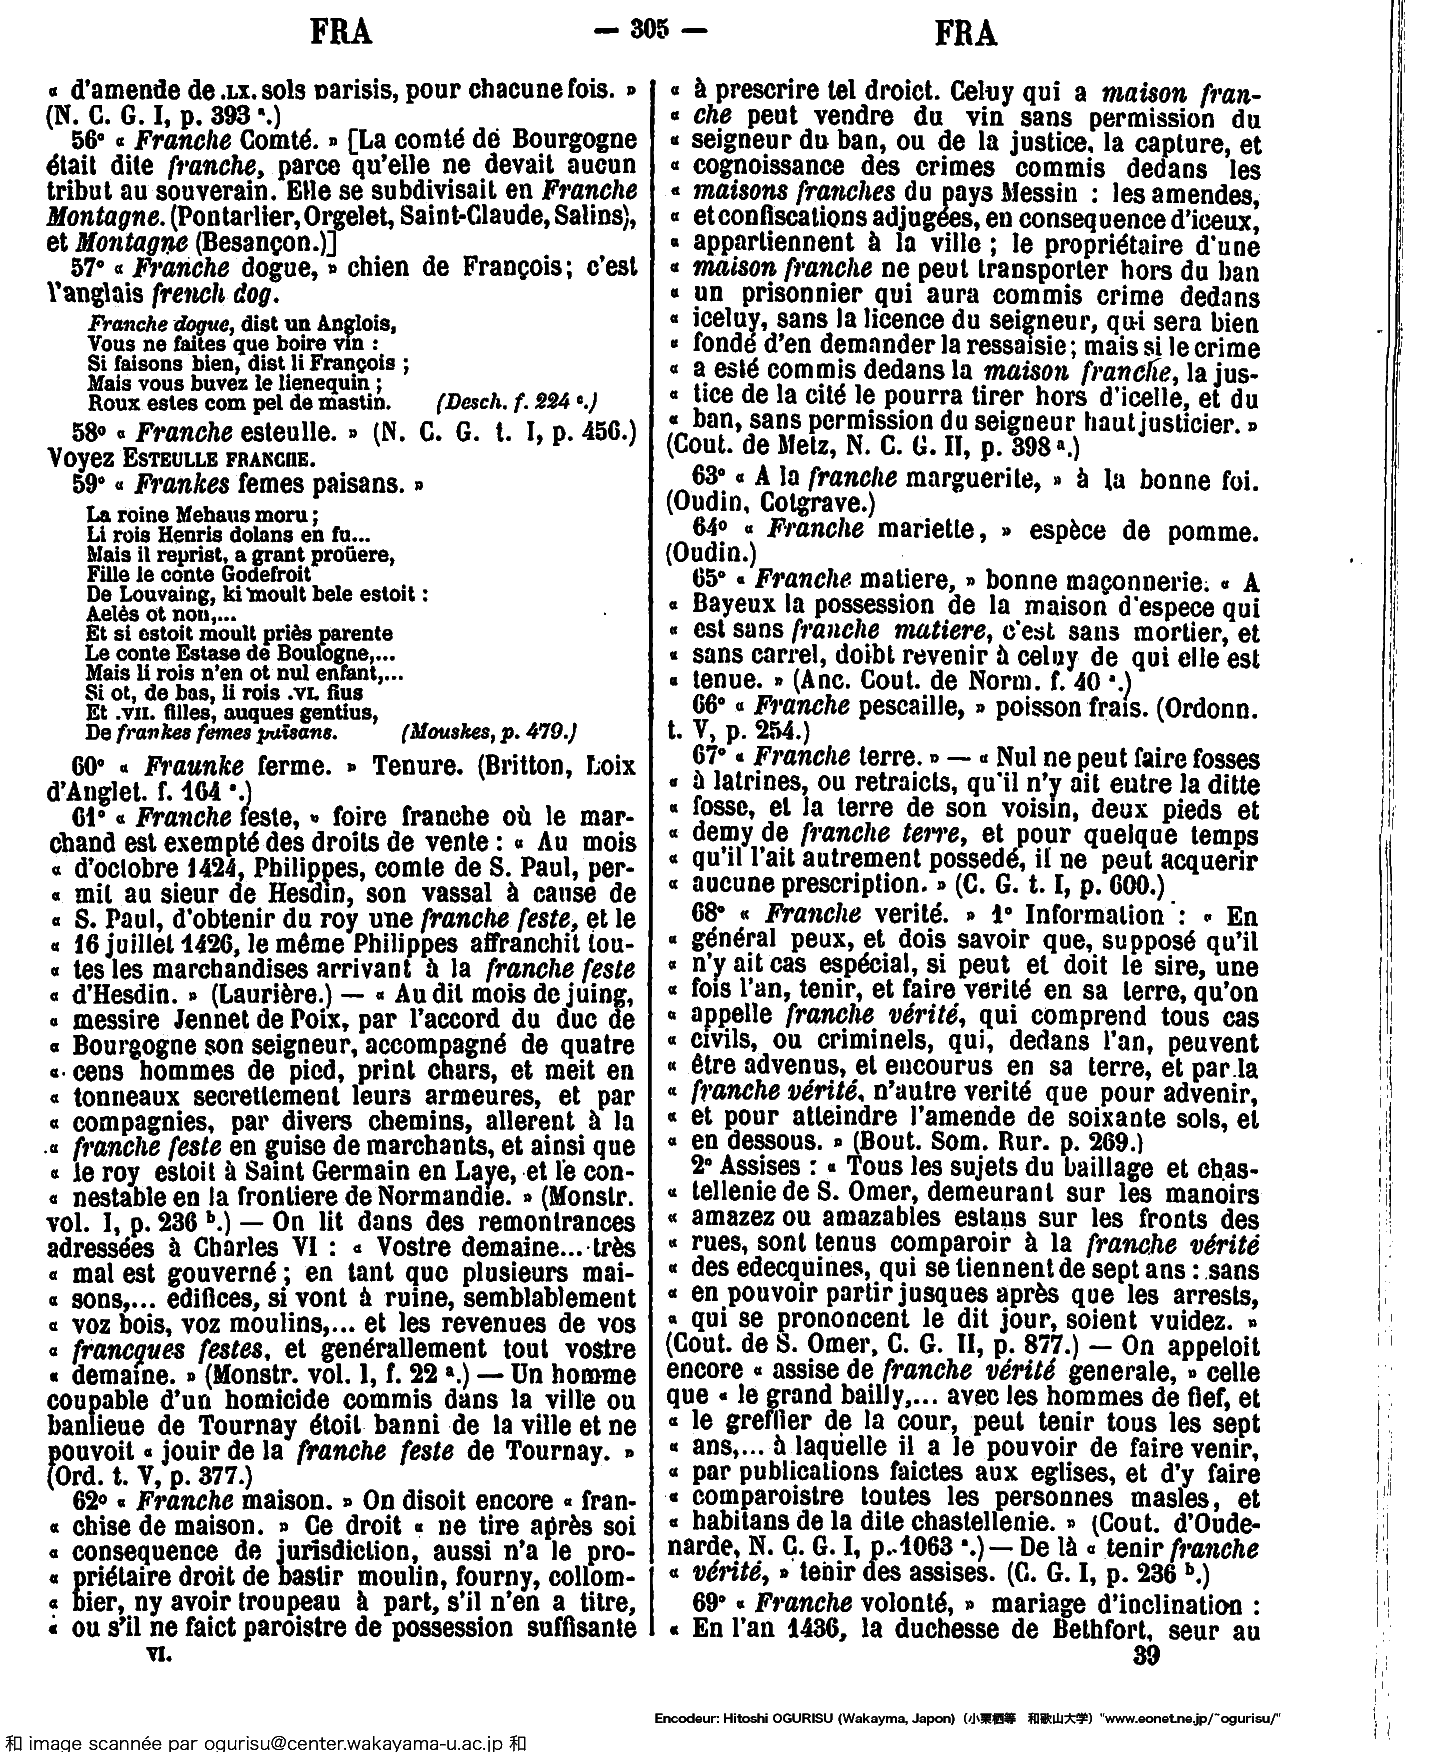 FRA
— 305 —
FRA
« d'amende de .LX. sols parisis, pour chacune fois. »
(N. C. G. I, p. 393 ª.)
56° « Franche Comté. » [La comté de Bourgogne
était dite franche, parce qu'elle ne devait aucun
tribut au souverain. Elle se subdivisait en Franche
Montagne. (Pontarlier, Orgelet, Saint-Claude, Salins),
et Montagne (Besançon.)]
57° « Franche dogue, » chien de François; c'est
l'anglais french dog.
Franche dogue, dist un Anglois,
Vous ne faites que boire vin :
Si faisons bien, dist li François ;
Mais vous buvez le lienequin ;
Roux estes com pel de mastin. (Desch. f. 224 ᶜ.)
58° « Franche esteulle. » (N. C. G. t. I, p. 456.)
Voyez ESTEULLE FRANCHE.
59° « Frankes femes paisans. »
La roine Mehaus moru ;
Li rois Henris dolans en fu...
Mais il reprist, a grant proüere,
Fille le conte Godefroit
De Louvaing, ki moult bele estoit :
Aelès ot non,...
Et si estoit moult priès parente
Le conte Estase de Boulogne,...
Mais li rois n'en ot nul enfant,...
Si ot, de bas, li rois .VI. fius
Et .VII. filles, auques gentius,
De frankes femes païsans. (Mouskes, p. 479.)
60° « Fraunke ferme. » Tenure. (Britton, Loix
d'Anglet. f. 164 ª.)
61° « Franche feste, » foire franche où le mar-
chand est exempté des droits de vente : « Au mois
« d'octobre 1424, Philippes, comte de S. Paul, per-
« mit au sieur de Hesdin, son vassal à cause de
« S. Paul, d'obtenir du roy une franche feste, et le
« 16 juillet 1426, le même Philippes affranchit tou-
« tes les marchandises arrivant à la franche feste
« d'Hesdin. » (Laurière.) — « Au dit mois de juing,
« messire Jennet de Poix, par l'accord du duc de
« Bourgogne son seigneur, accompagné de quatre
« cens hommes de pied, print chars, et meit en
« tonneaux secrettement leurs armeures, et par
« compagnies, par divers chemins, allerent à la
« franche feste en guise de marchants, et ainsi que
« le roy estoit à Saint Germain en Laye, et le con-
« nestable en la frontiere de Normandie. » (Monstr.
vol. I, p. 236 ᵇ.) — On lit dans des remontrances
adressées à Charles VI : « Vostre demaine... très
« mal est gouverné ; en tant que plusieurs mai-
« sons,... edifices, si vont à ruine, semblablement
« voz bois, voz moulins,... et les revenues de vos
« francques festes, et genérallement tout vostre
« demaine. » (Monstr. vol. I, f. 22 ª.) — Un homme
coupable d'un homicide commis dans la ville ou
banlieue de Tournay étoit banni de la ville et ne
pouvoit « jouir de la franche feste de Tournay. »
(Ord. t. V, p. 377.)
62° « Franche maison. » On disoit encore « fran-
« chise de maison. » Ce droit « ne tire après soi
« consequence de jurisdiction, aussi n'a le pro-
« priétaire droit de bastir moulin, fourny, collom-
« bier, ny avoir troupeau à part, s'il n'en a titre,
« ou s'il ne faict paroistre de possession suffisante
VI.
« à prescrire tel droict. Celuy qui a maison fran-
« che peut vendre du vin sans permission du
« seigneur du ban, ou de la justice, la capture, et
« cognoissance des crimes commis dedans les
« maisons franches du pays Messin : les amendes,
« et confiscations adjugées, en consequence d'iceux,
« appartiennent à la ville ; le propriétaire d'une
« maison franche ne peut transporter hors du ban
« un prisonnier qui aura commis crime dedans
« iceluy, sans la licence du seigneur, qui sera bien
« fondé d'en demander la ressaisie ; mais si le crime
« a esté commis dedans la maison franche, la jus-
« tice de la cité le pourra tirer hors d'icelle, et du
« ban, sans permission du seigneur haut justicier. »
(Cout. de Metz, N. C. G. II, p. 398 ª.)
63° « A la franche marguerite, » à la bonne foi.
(Oudin, Cotgrave.)
64° « Franche mariette, » espèce de pomme.
(Oudin.)
65° « Franche matiere, » bonne maçonnerie. « A
« Bayeux la possession de la maison d'espece qui
« est sans franche matiere, c'est sans mortier, et
« sans carrel, doibt revenir à celuy de qui elle est
« tenue. » (Anc. Cout. de Norm. f. 40 ª.)
66° « Franche pescaille, » poisson frais. (Ordonn.
t. V, p. 254.)
67° « Franche terre. » — « Nul ne peut faire fosses
« à latrines, ou retraicts, qu'il n'y ait eutre la ditte
« fosse, et la terre de son voisin, deux pieds et
« demy de franche terre, et pour quelque temps
« qu'il l'ait autrement possedé, il ne peut acquerir
« aucune prescription. » (C. G. t. I, p. 600.)
68° « Franche verité. » 1° Information : « En
« général peux, et dois savoir que, supposé qu'il
« n'y ait cas espécial, si peut et doit le sire, une
« fois l'an, tenir, et faire verité en sa terre, qu'on
« appelle franche vérité, qui comprend tous cas
« civils, ou criminels, qui, dedans l'an, peuvent
« être advenus, et encourus en sa terre, et par la
« franche vérité, n'autre verité que pour advenir,
« et pour atteindre l'amende de soixante sols, et
« en dessous. » (Bout. Som. Rur. p. 269.)
2° Assises : « Tous les sujets du baillage et chas-
« tellenie de S. Omer, demeurant sur les manoirs
« amazez ou amazables estans sur les fronts des
« rues, sont tenus comparoir à la franche vérité
« des edecquines, qui se tiennent de sept ans : sans
« en pouvoir partir jusques après que les arrests,
« qui se prononcent le dit jour, soient vuidez. »
(Cout. de S. Omer, C. G. II, p. 877.) — On appeloit
encore « assise de franche vérité generale, » celle
que « le grand bailly,... avec les hommes de fief, et
« le greffier de la cour, peut tenir tous les sept
« ans,... à laquelle il a le pouvoir de faire venir,
« par publications faictes aux eglises, et d'y faire
« comparoistre toutes les personnes masles, et
« habitans de la dite chastellenie. » (Cout. d'Oude-
narde, N. C. G. I, p. 1063 ª.) — De là « tenir franche
« vérité, » tenir des assises. (C. G. I, p. 236 ᵇ.)
69° « Franche volonté, » mariage d'inclination :
« En l'an 1436, la duchesse de Bethfort, seur au
39
Encodeur: Hitoshi OGURISU (Wakayma, Japon)（小栗栖等　和歌山大学）"www.eonet.ne.jp/~ogurisu/"
和 image scannée par ogurisu@center.wakayama-u.ac.jp 和